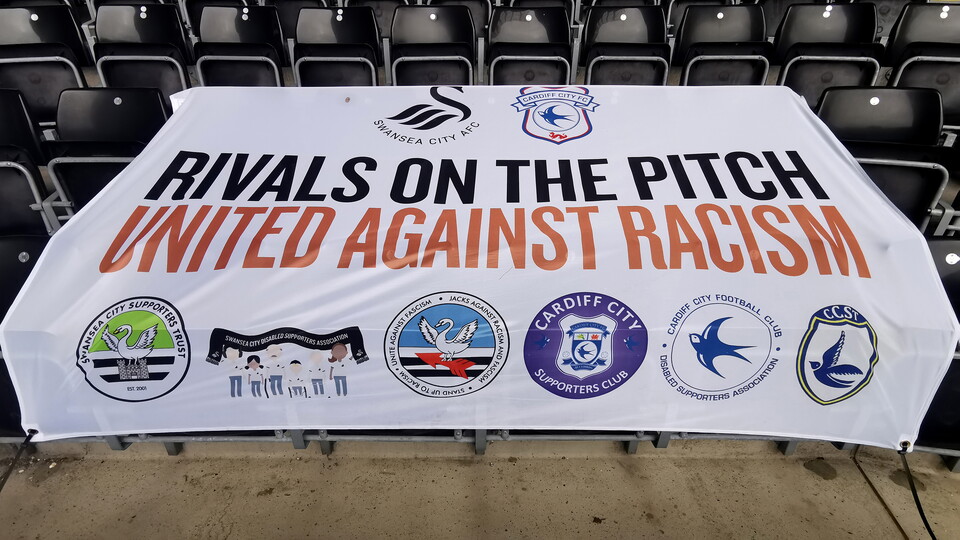 SWANSEA CITY AFC
CARDIFF CITY FC
RIVALS ON THE PITCH
UNITED AGAINST RACISM
SWANSEA CITY SUPPORTERS TRUST
EST. 2001
SWANSEA CITY DISABLED SUPPORTERS ASSOCIATION
JACKS AGAINST RACISM AND FASCISM • STAND UP TO RACISM • UNITE AGAINST FASCISM •
CARDIFF CITY
SUPPORTERS CLUB
CARDIFF CITY FOOTBALL CLUB
DISABLED SUPPORTERS ASSOCIATION
CCST